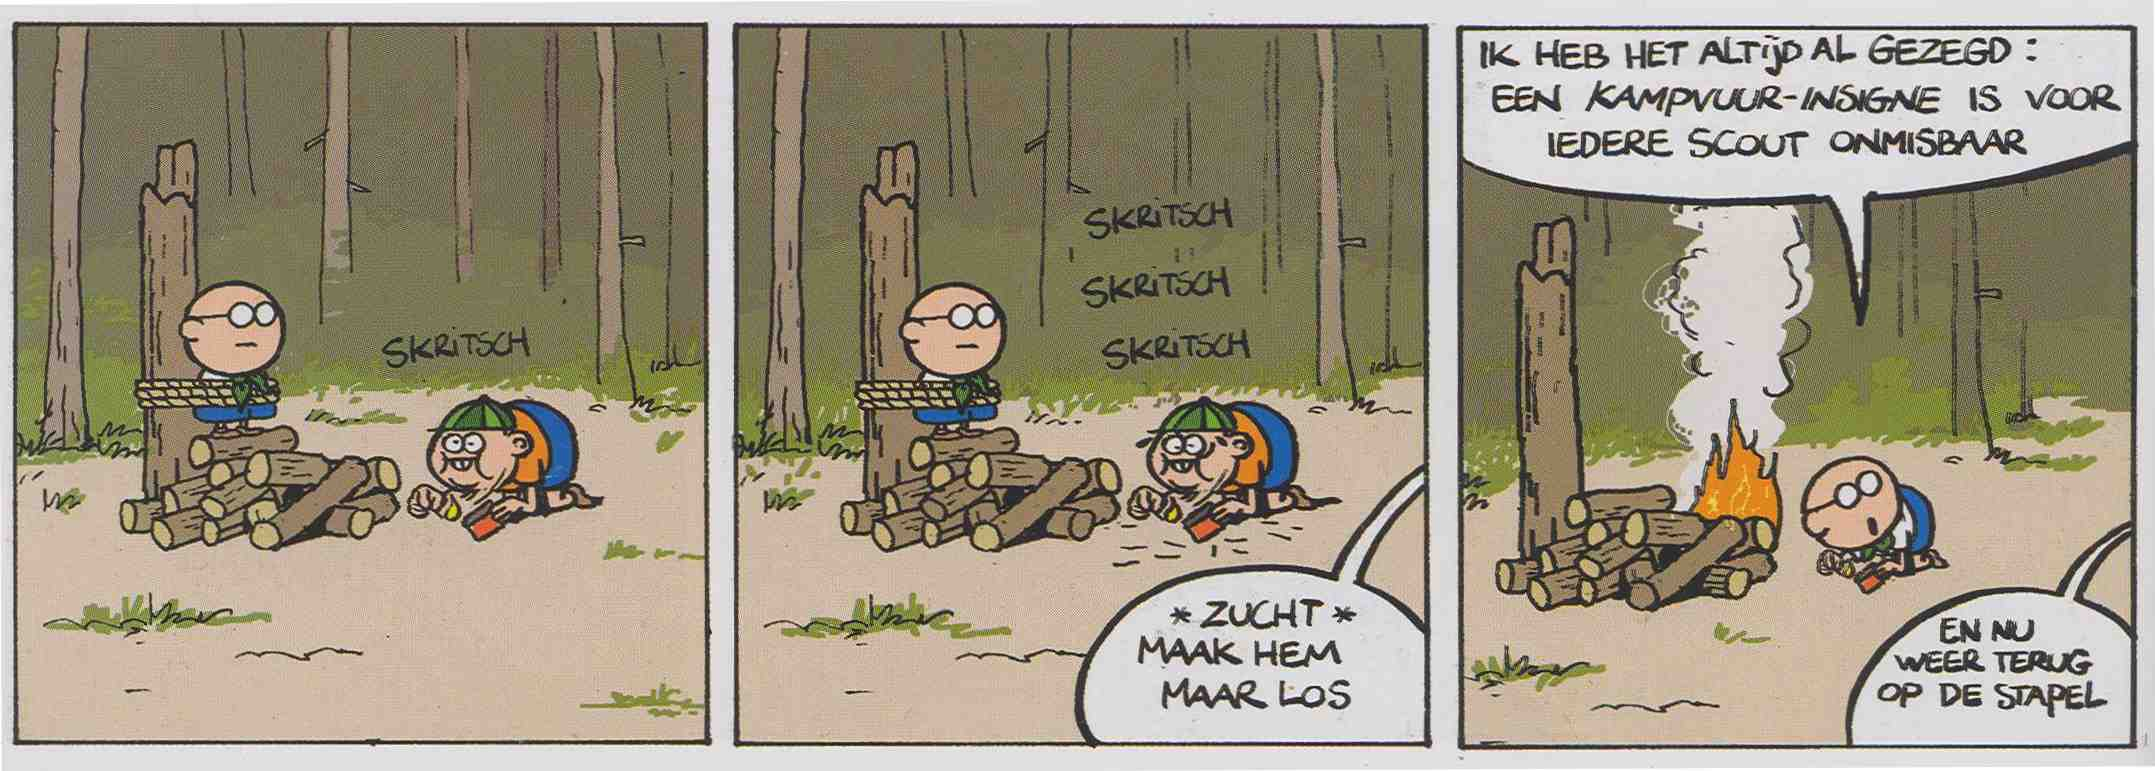 SKRITSCH
SKRITSCH
SKRITSCH
SKRITSCH
*ZUCHT*
MAAK HEM
MAAR LOS
IK HEB HET ALTIJD AL GEZEGD:
EEN KAMPVUUR-INSIGNE IS VOOR
IEDERE SCOUT ONMISBAAR
EN NU
WEER TERUG
OP DE STAPEL